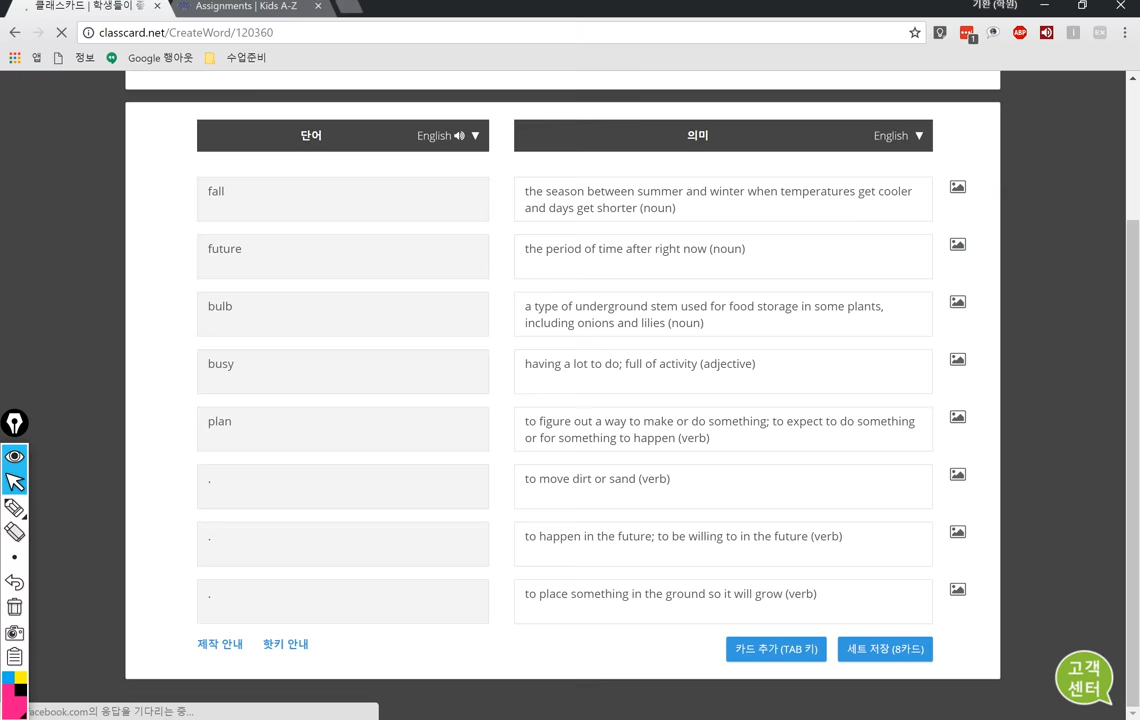 클래스카드 | 학생들이 좋
Assignments | Kids A-Z
기환 (학원)
classcard.net/CreateWord/120360
ABP
1
앱
정보
Google 행아웃
수업준비
단어
English
의미
English
fall
the season between summer and winter when temperatures get cooler
and days get shorter (noun)
future
the period of time after right now (noun)
bulb
a type of underground stem used for food storage in some plants,
including onions and lilies (noun)
busy
having a lot to do; full of activity (adjective)
plan
to figure out a way to make or do something; to expect to do something
or for something to happen (verb)
.
to move dirt or sand (verb)
.
to happen in the future; to be willing to in the future (verb)
.
to place something in the ground so it will grow (verb)
제작 안내
핫키 안내
카드 추가 (TAB 키)
세트 저장 (8카드)
고객
센터
facebook.com의 응답을 기다리는 중...